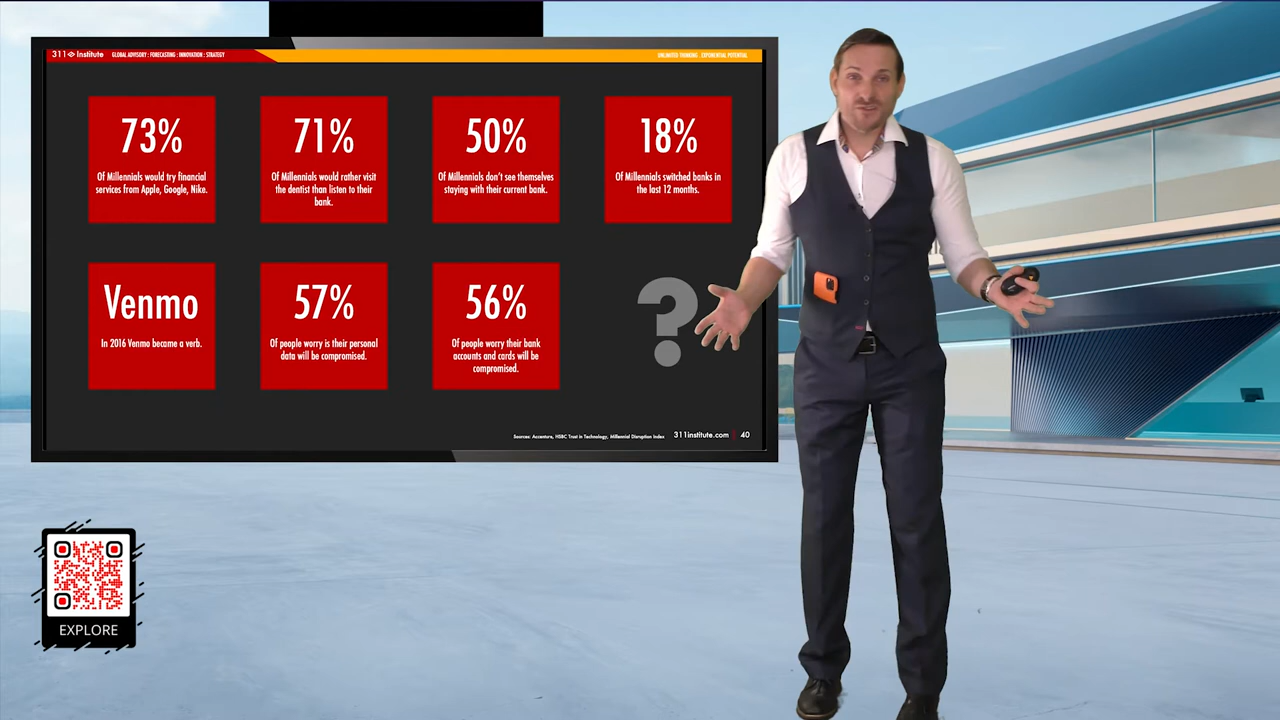 311 Institute GLOBAL ADVISORY : FORECASTING : INNOVATION : STRATEGY
UNLIMITED THINKING . EXPONENTIAL POTENTIAL
73%
Of Millennials would try financial
services from Apple, Google, Nike.
71%
Of Millennials would rather visit
the dentist than listen to their
bank.
50%
Of Millennials don't see themselves
staying with their current bank.
18%
Of Millennials switched banks in
the last 12 months.
Venmo
In 2016 Venmo became a verb.
57%
Of people worry is their personal
data will be compromised.
56%
Of people worry their bank
accounts and cards will be
compromised.
?
Sources: Accenture, HSBC Trust in Technology, Millennial Disruption Index 311institute.com | 40
EXPLORE